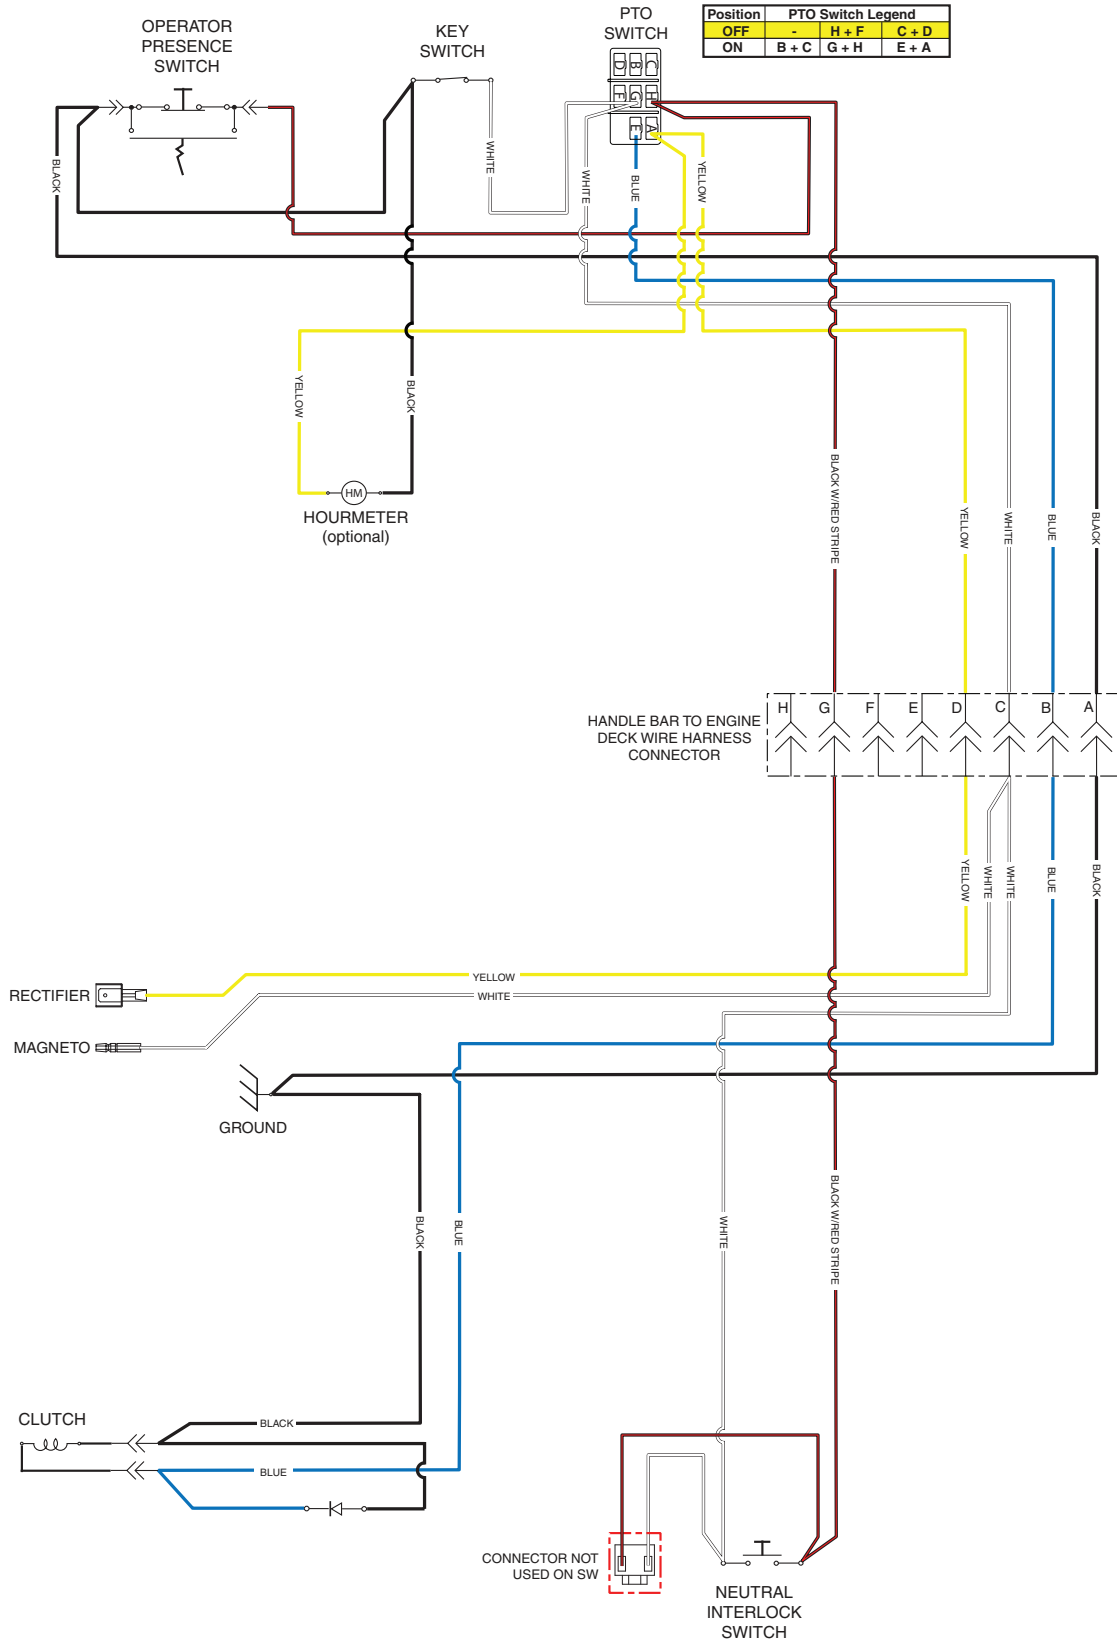 OPERATOR
PRESENCE
SWITCH
KEY
SWITCH
PTO
SWITCH
Position PTO Switch Legend
OFF - H + F C + D
ON B + C G + H E + A
D B C
F G H
E A
BLACK
WHITE
WHITE
BLUE
YELLOW
YELLOW
BLACK
HM
HOURMETER
(optional)
BLACK W/RED STRIPE
YELLOW
WHITE
BLUE
BLACK
HANDLE BAR TO ENGINE
DECK WIRE HARNESS
CONNECTOR
H G F E D C B A
YELLOW
WHITE
WHITE
BLUE
BLACK
YELLOW
WHITE
RECTIFIER
MAGNETO
GROUND
BLACK
BLUE
WHITE
BLACK W/RED STRIPE
CLUTCH
BLACK
BLUE
CONNECTOR NOT
USED ON SW
NEUTRAL
INTERLOCK
SWITCH